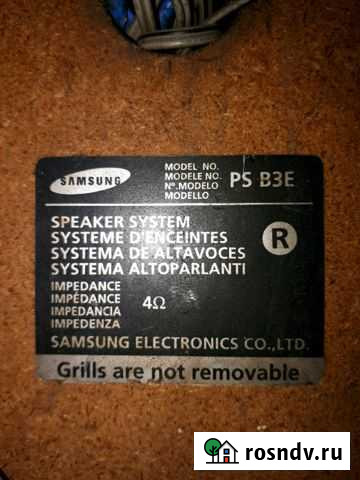 SAMSUNG
MODEL NO.
MODELE NO.
Nº.MODELO
MODELLO
PS B3E
SPEAKER SYSTEM
SYSTEME D'ENCEINTES
SYSTEMA DE ALTAVOCES
SYSTEMA ALTOPARLANTI
R
IMPEDANCE
IMPÉDANCE
IMPEDANCIA
IMPEDENZA
4Ω
SAMSUNG ELECTRONICS CO.,LTD.
Grills are not removable
rosndv.ru